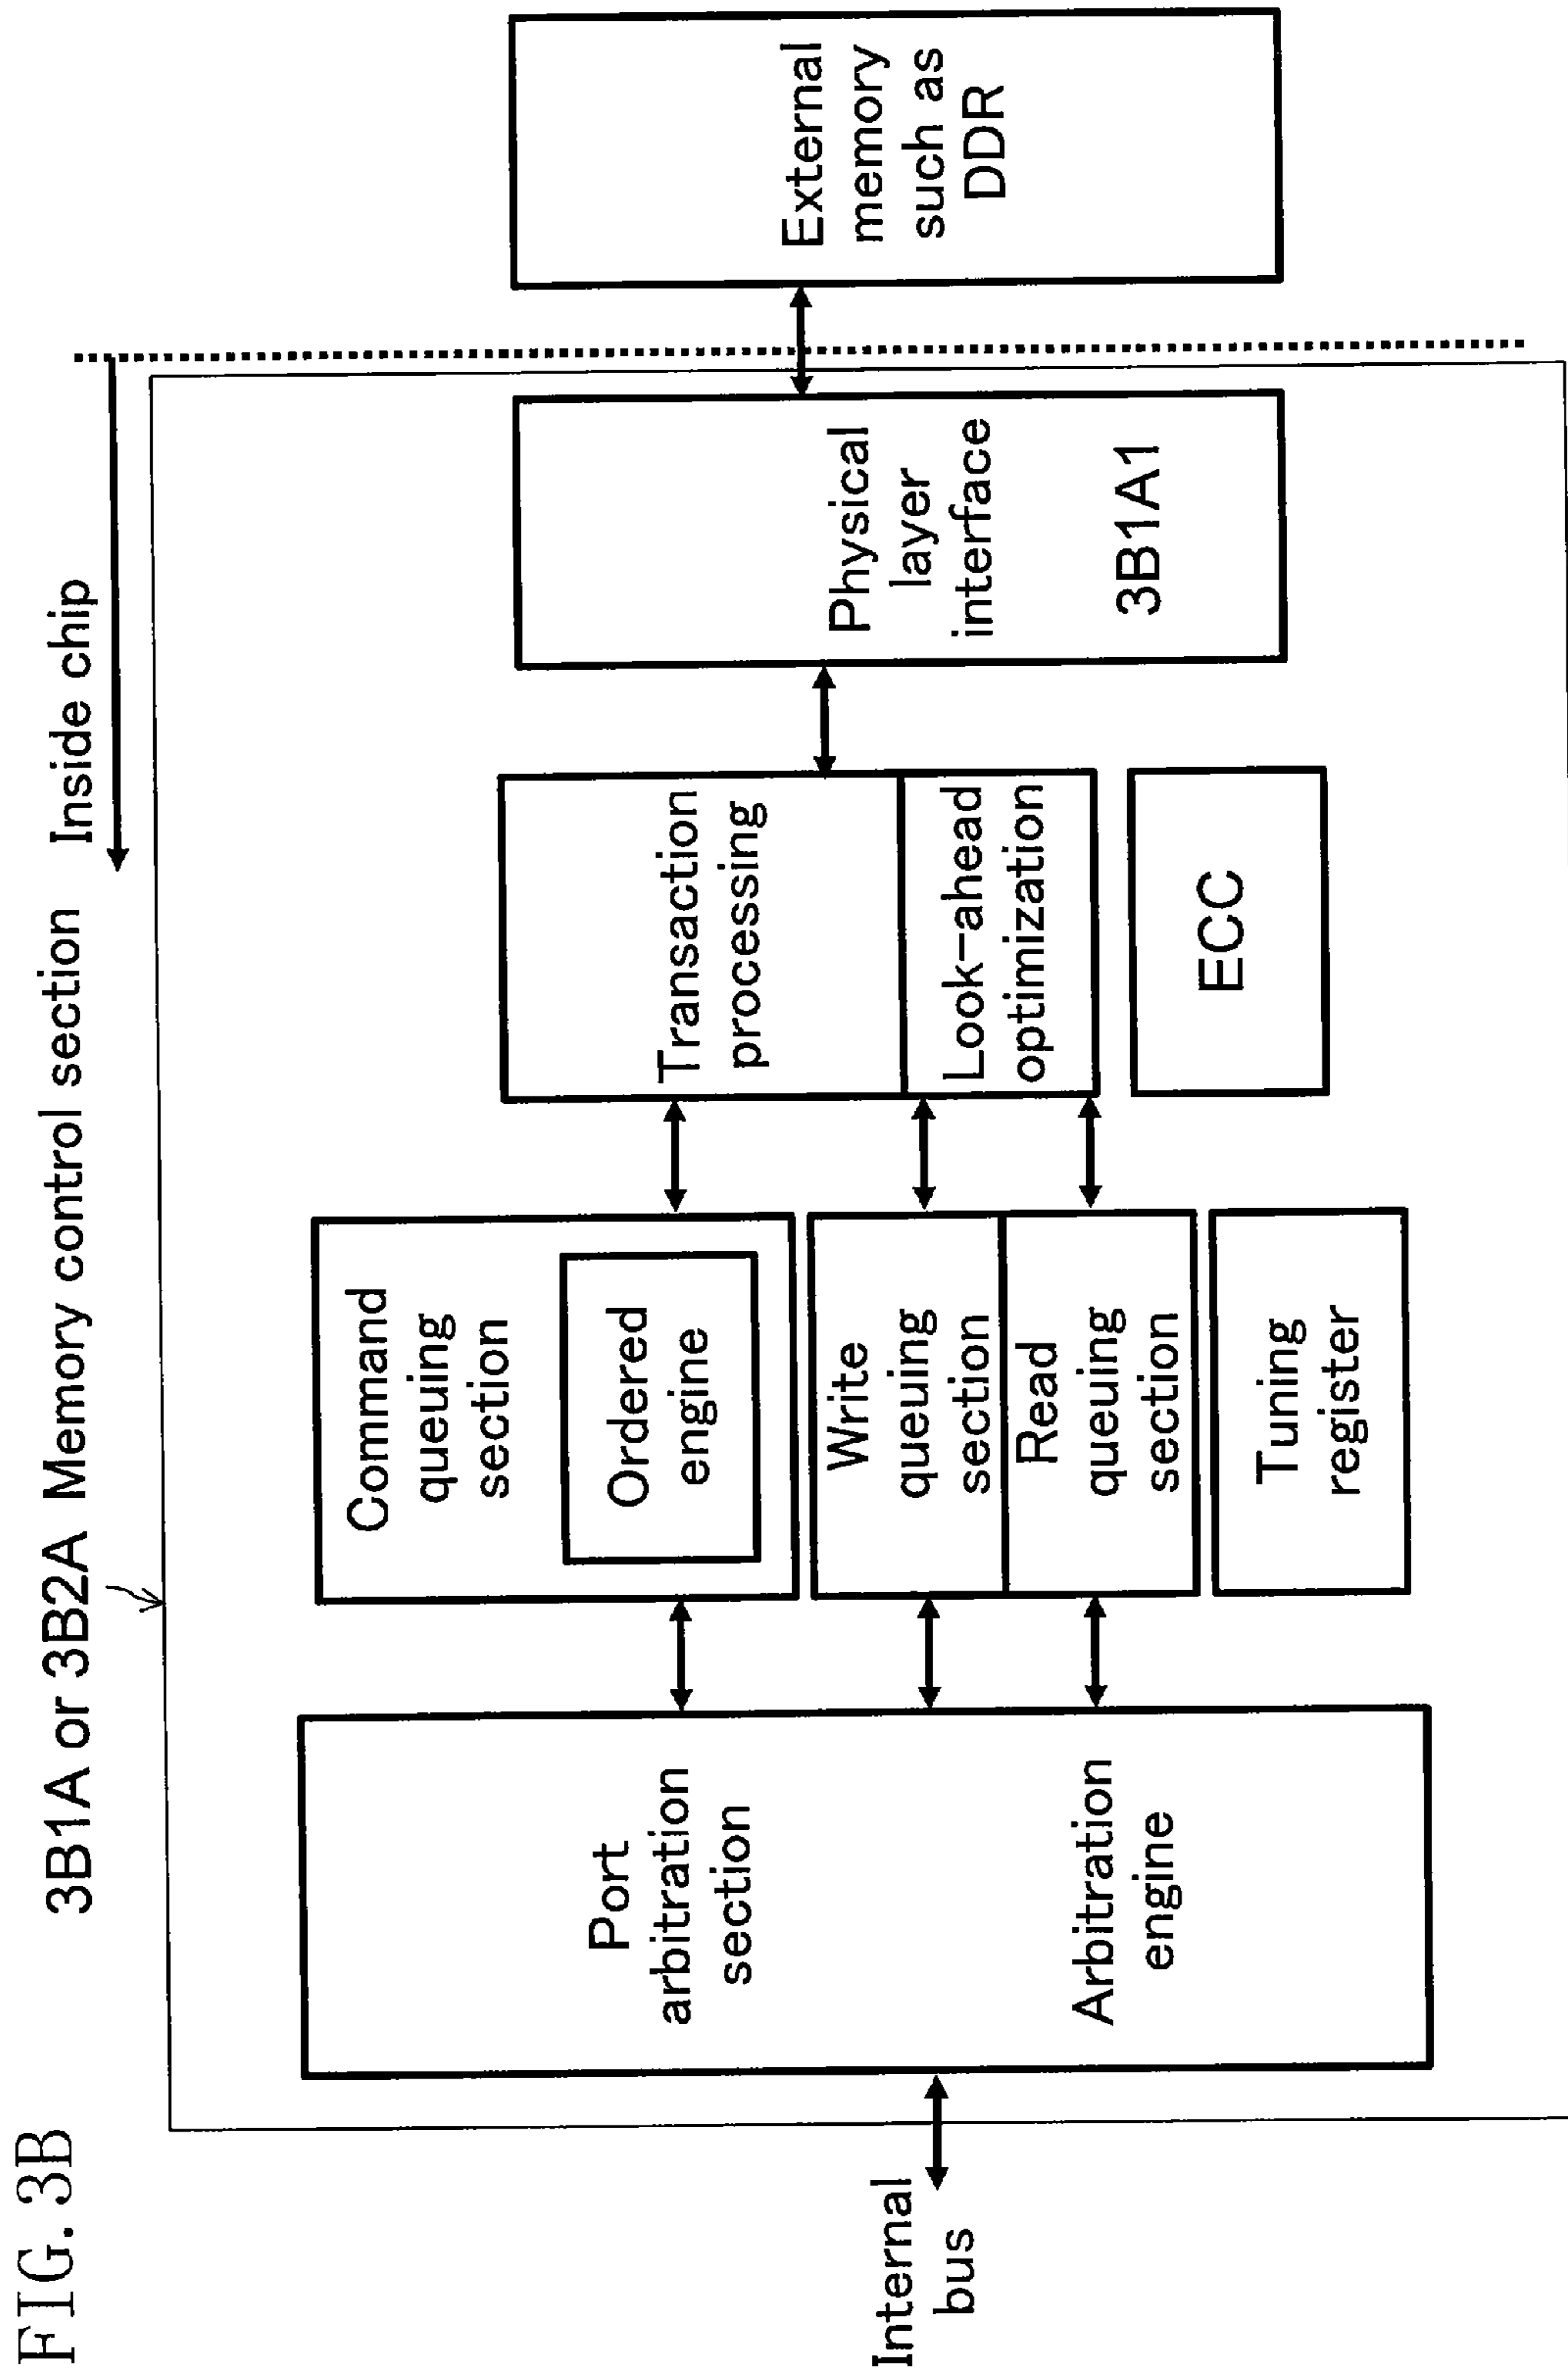 FIG. 3B
3B1A or 3B2A Memory control section
Inside chip
Internal
bus
Port
arbitration
section
Arbitration
engine
Command
queuing
section
Ordered
engine
Write
queuing
section
Read
queuing
section
Tuning
register
Transaction
processing
Look-ahead
optimization
ECC
Physical
layer
interface
3B1A1
External
memory
such as
DDR